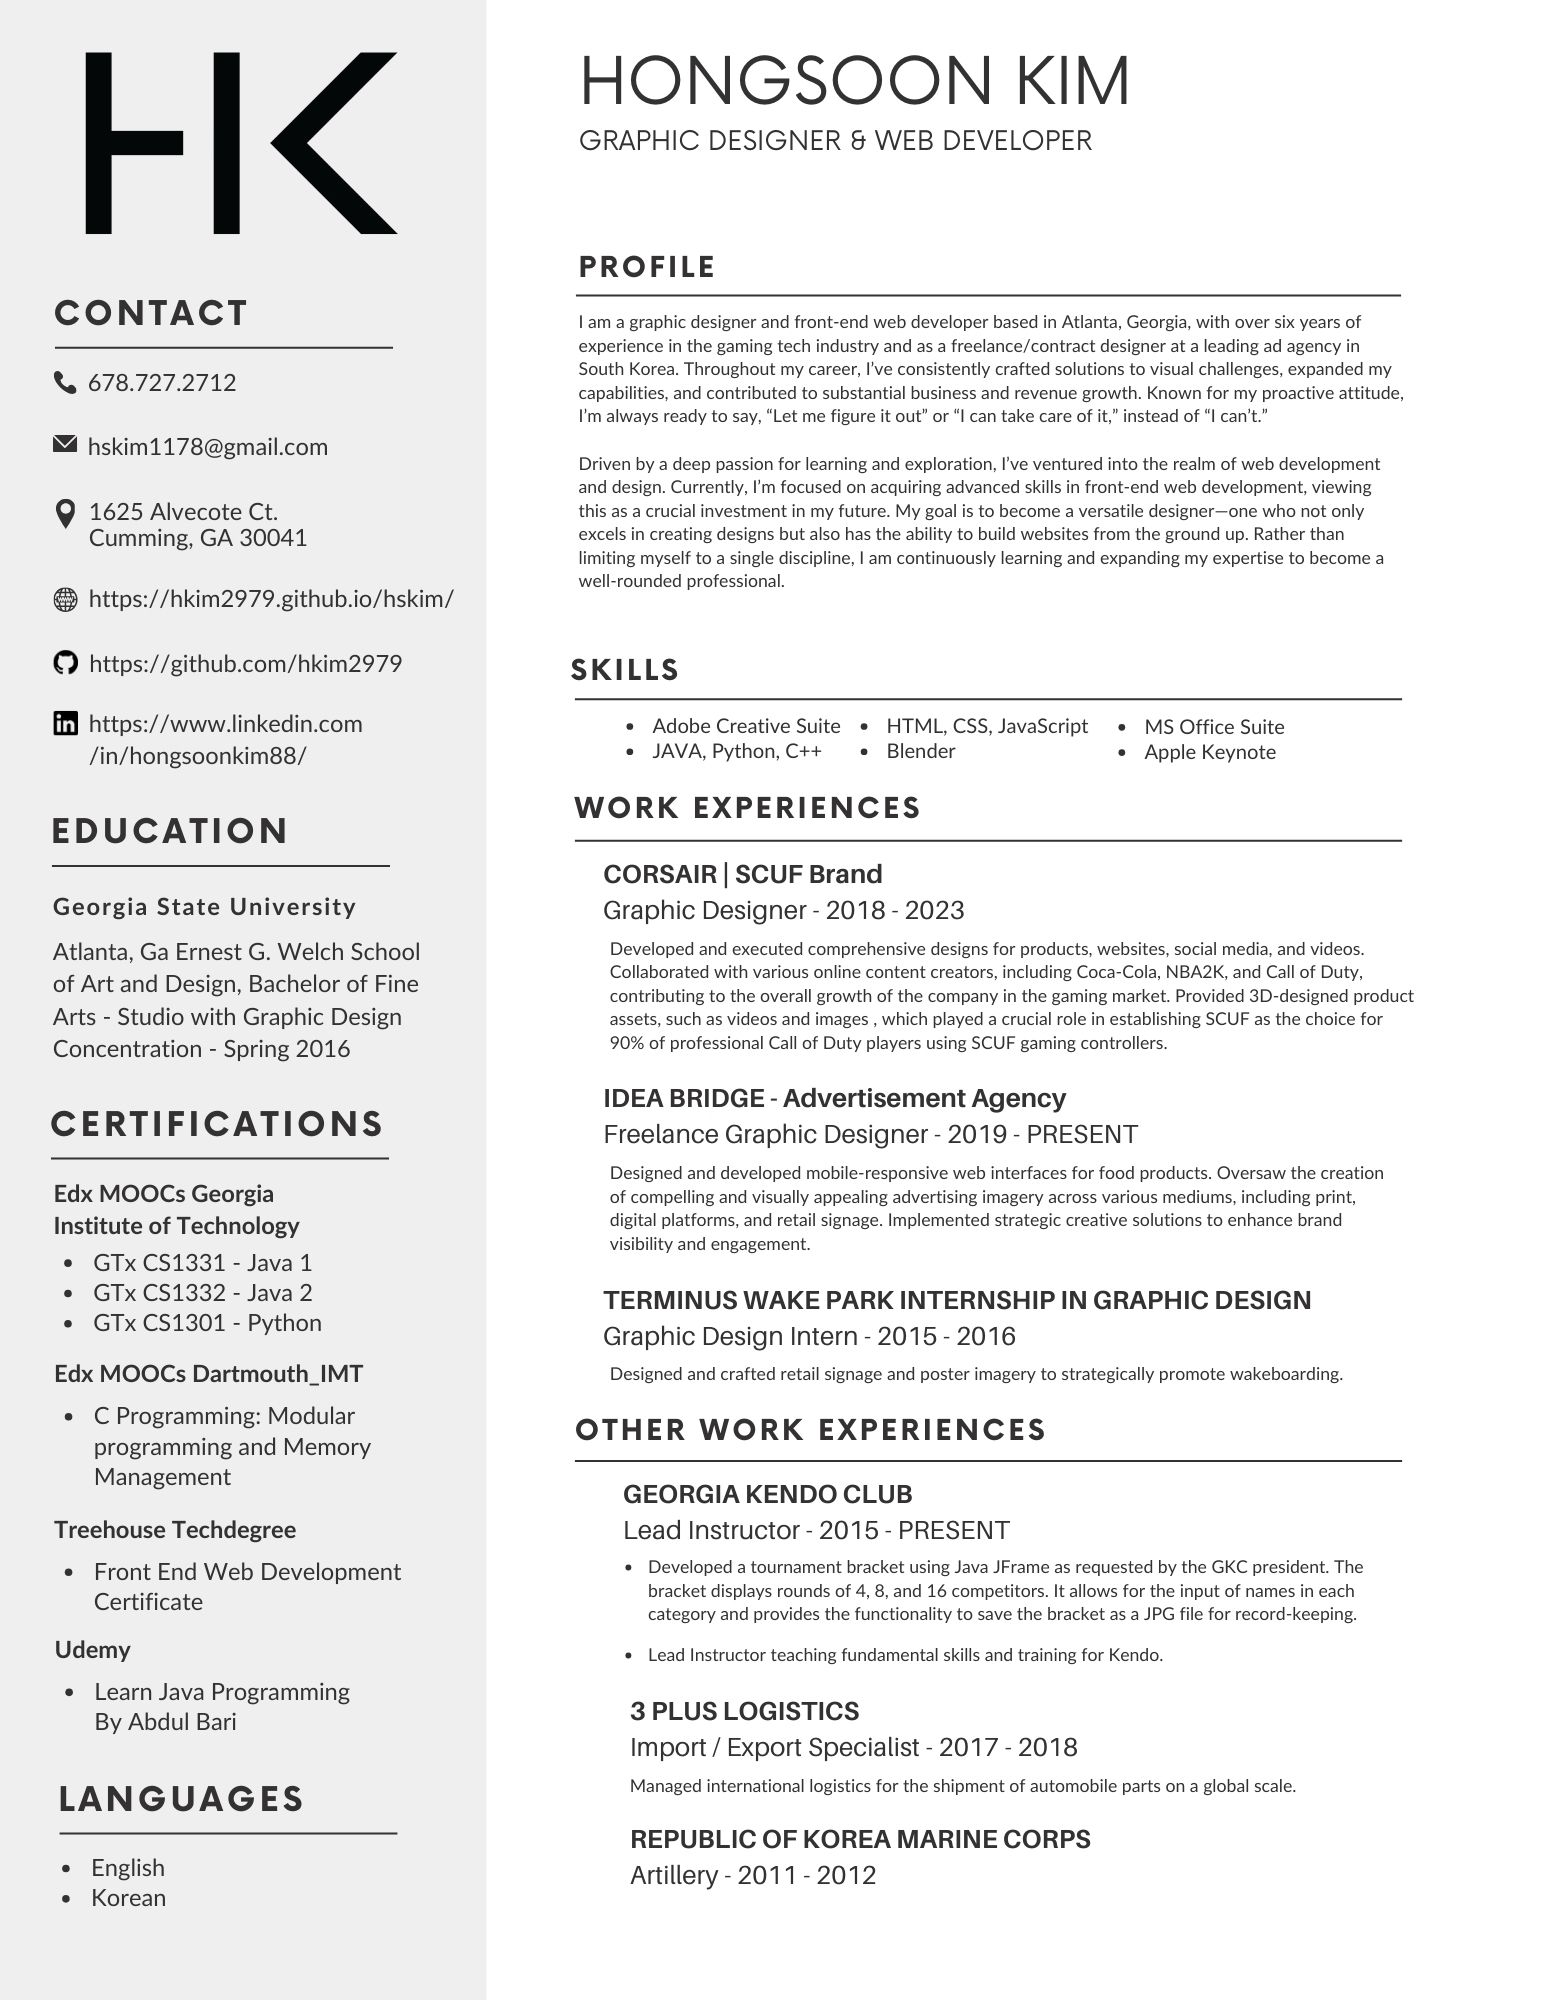 HK
CONTACT
678.727.2712
hskim1178@gmail.com
1625 Alvecote Ct.
Cumming, GA 30041
https://hkim2979.github.io/hskim/
https://github.com/hkim2979
in https://www.linkedin.com
/in/hongsoonkim88/
EDUCATION
Georgia State University
Atlanta, Ga Ernest G. Welch School
of Art and Design, Bachelor of Fine
Arts - Studio with Graphic Design
Concentration - Spring 2016
CERTIFICATIONS
Edx MOOCs Georgia
Institute of Technology
• GTx CS1331 - Java 1
• GTx CS1332 - Java 2
• GTx CS1301 - Python
Edx MOOCs Dartmouth_IMT
• C Programming: Modular
programming and Memory
Management
Treehouse Techdegree
• Front End Web Development
Certificate
Udemy
• Learn Java Programming
By Abdul Bari
LANGUAGES
• English
• Korean
HONGSOON KIM
GRAPHIC DESIGNER & WEB DEVELOPER
PROFILE
I am a graphic designer and front-end web developer based in Atlanta, Georgia, with over six years of
experience in the gaming tech industry and as a freelance/contract designer at a leading ad agency in
South Korea. Throughout my career, I’ve consistently crafted solutions to visual challenges, expanded my
capabilities, and contributed to substantial business and revenue growth. Known for my proactive attitude,
I’m always ready to say, “Let me figure it out” or “I can take care of it,” instead of “I can’t.”
Driven by a deep passion for learning and exploration, I’ve ventured into the realm of web development
and design. Currently, I’m focused on acquiring advanced skills in front-end web development, viewing
this as a crucial investment in my future. My goal is to become a versatile designer—one who not only
excels in creating designs but also has the ability to build websites from the ground up. Rather than
limiting myself to a single discipline, I am continuously learning and expanding my expertise to become a
well-rounded professional.
SKILLS
• Adobe Creative Suite • HTML, CSS, JavaScript • MS Office Suite
• JAVA, Python, C++ • Blender • Apple Keynote
WORK EXPERIENCES
CORSAIR | SCUF Brand
Graphic Designer - 2018 - 2023
Developed and executed comprehensive designs for products, websites, social media, and videos.
Collaborated with various online content creators, including Coca-Cola, NBA2K, and Call of Duty,
contributing to the overall growth of the company in the gaming market. Provided 3D-designed product
assets, such as videos and images , which played a crucial role in establishing SCUF as the choice for
90% of professional Call of Duty players using SCUF gaming controllers.
IDEA BRIDGE - Advertisement Agency
Freelance Graphic Designer - 2019 - PRESENT
Designed and developed mobile-responsive web interfaces for food products. Oversaw the creation
of compelling and visually appealing advertising imagery across various mediums, including print,
digital platforms, and retail signage. Implemented strategic creative solutions to enhance brand
visibility and engagement.
TERMINUS WAKE PARK INTERNSHIP IN GRAPHIC DESIGN
Graphic Design Intern - 2015 - 2016
Designed and crafted retail signage and poster imagery to strategically promote wakeboarding.
OTHER WORK EXPERIENCES
GEORGIA KENDO CLUB
Lead Instructor - 2015 - PRESENT
• Developed a tournament bracket using Java JFrame as requested by the GKC president. The
bracket displays rounds of 4, 8, and 16 competitors. It allows for the input of names in each
category and provides the functionality to save the bracket as a JPG file for record-keeping.
• Lead Instructor teaching fundamental skills and training for Kendo.
3 PLUS LOGISTICS
Import / Export Specialist - 2017 - 2018
Managed international logistics for the shipment of automobile parts on a global scale.
REPUBLIC OF KOREA MARINE CORPS
Artillery - 2011 - 2012